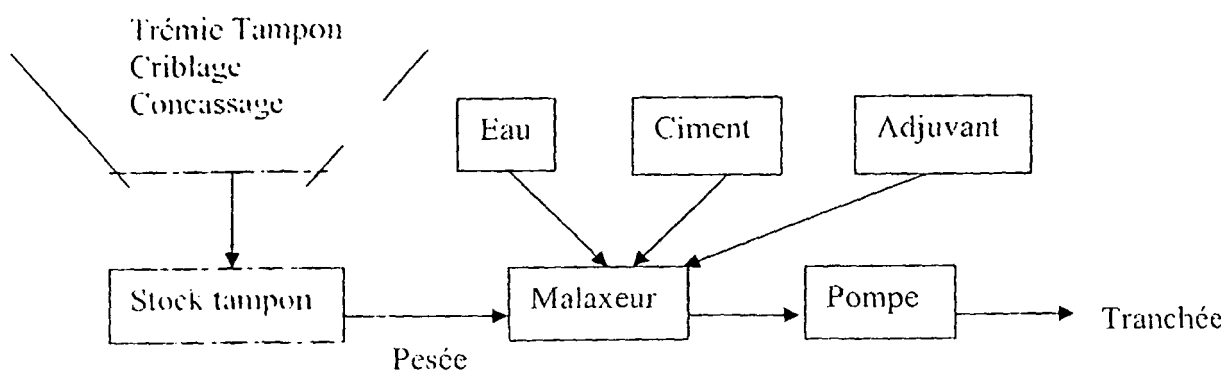 Trémie Tampon
Criblage
Concassage
Eau
Ciment
Adjuvant
Stock tampon
Pesée
Malaxeur
Pompe
Tranchée